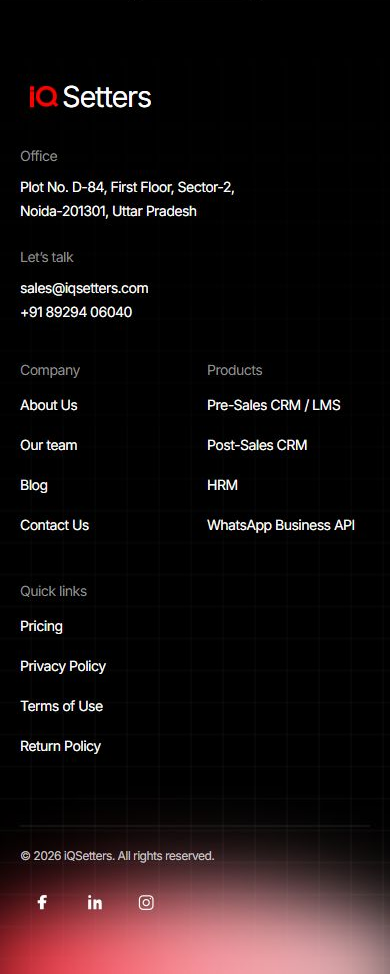 iQ Setters
Office
Plot No. D-84, First Floor, Sector-2,
Noida-201301, Uttar Pradesh
Let's talk
sales@iqsetters.com
+91 89294 06040
Company
About Us
Our team
Blog
Contact Us
Products
Pre-Sales CRM / LMS
Post-Sales CRM
HRM
WhatsApp Business API
Quick links
Pricing
Privacy Policy
Terms of Use
Return Policy
© 2026 iQSetters. All rights reserved.